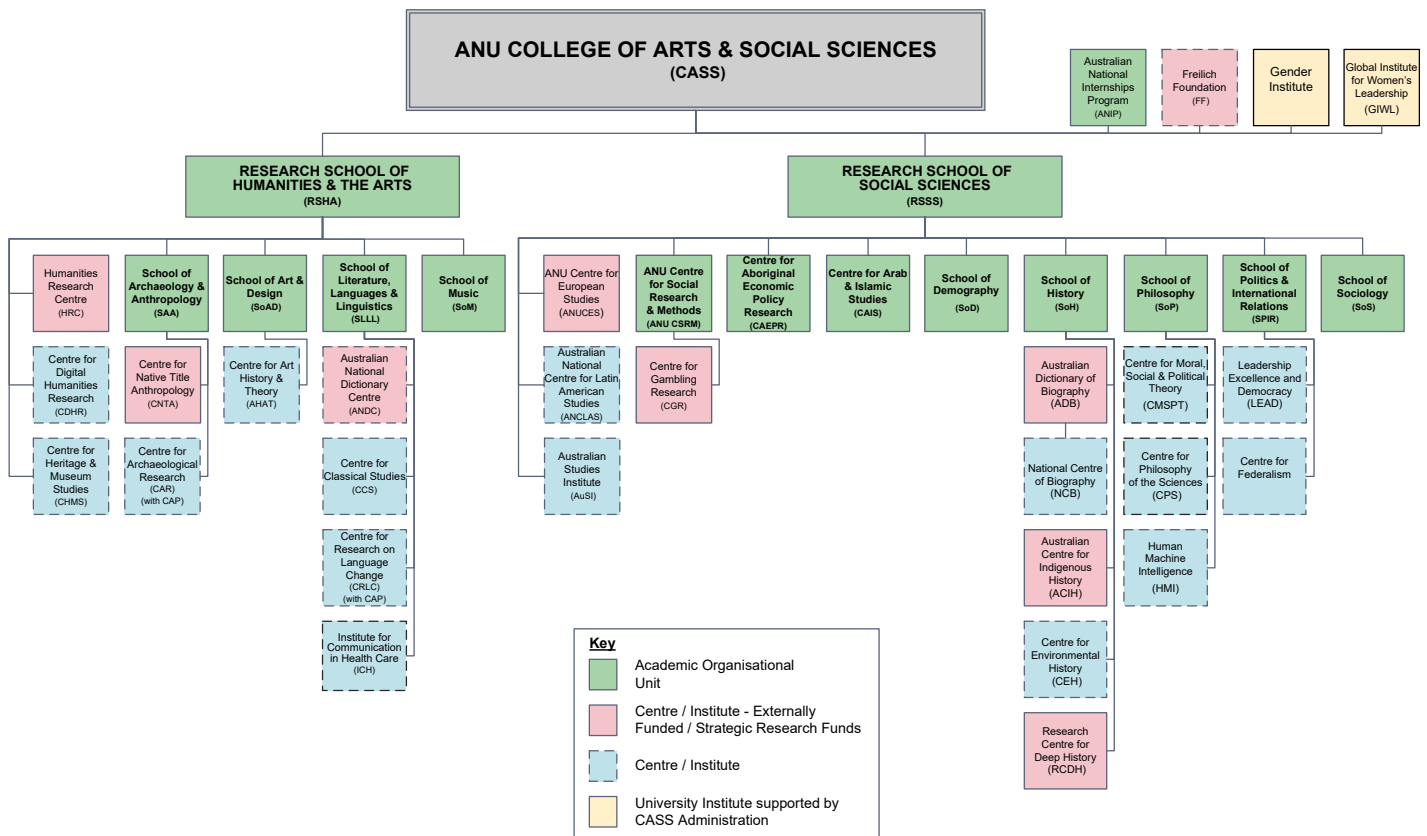 ANU COLLEGE OF ARTS & SOCIAL SCIENCES
(CASS)
Australian
National
Internships
Program
(ANIP)
Freilich
Foundation
(FF)
Gender
Institute
Global Institute
for Women's
Leadership
(GIWL)
RESEARCH SCHOOL OF
HUMANITIES & THE ARTS
(RSHA)
RESEARCH SCHOOL OF
SOCIAL SCIENCES
(RSSS)
Humanities
Research
Centre
(HRC)
School of
Archaeology &
Anthropology
(SAA)
School of Art &
Design
(SoAD)
School of
Literature,
Languages &
Linguistics
(SLLL)
School of
Music
(SoM)
ANU Centre for
European
Studies
(ANUCES)
ANU Centre
for Social
Research
& Methods
(ANU CSRM)
Centre for
Aboriginal
Economic
Policy
Research
(CAEPR)
Centre for Arab
& Islamic
Studies
(CAIS)
School of
Demography
(SoD)
School of
History
(SoH)
School of
Philosophy
(SoP)
School of
Politics &
International
Relations
(SPIR)
School of
Sociology
(SoS)
Centre for
Digital
Humanities
Research
(CDHR)
Centre for
Native Title
Anthropology
(CNTA)
Centre for Art
History &
Theory
(AHAT)
Australian
National
Dictionary
Centre
(ANDC)
Australian
National
Centre for Latin
American
Studies
(ANCLAS)
Centre for
Gambling
Research
(CGR)
Australian
Dictionary of
Biography
(ADB)
Centre for Moral,
Social & Political
Theory
(CMSPT)
Leadership
Excellence and
Democracy
(LEAD)
Centre for
Heritage &
Museum
Studies
(CHMS)
Centre for
Archaeological
Research
(CAR)
(with CAP)
Centre for
Classical Studies
(CCS)
Australian
Studies
Institute
(AuSI)
National Centre
of Biography
(NCB)
Centre for
Philosophy
of the Sciences
(CPS)
Centre for
Federalism
Centre for
Research on
Language
Change
(CRLC)
(with CAP)
Australian
Centre for
Indigenous
History
(ACIH)
Human
Machine
Intelligence
(HMI)
Institute for
Communication
in Health Care
(ICH)
Centre for
Environmental
History
(CEH)
Research
Centre for
Deep History
(RCDH)
Key
Academic Organisational
Unit
Centre / Institute - Externally
Funded / Strategic Research Funds
Centre / Institute
University Institute supported by
CASS Administration